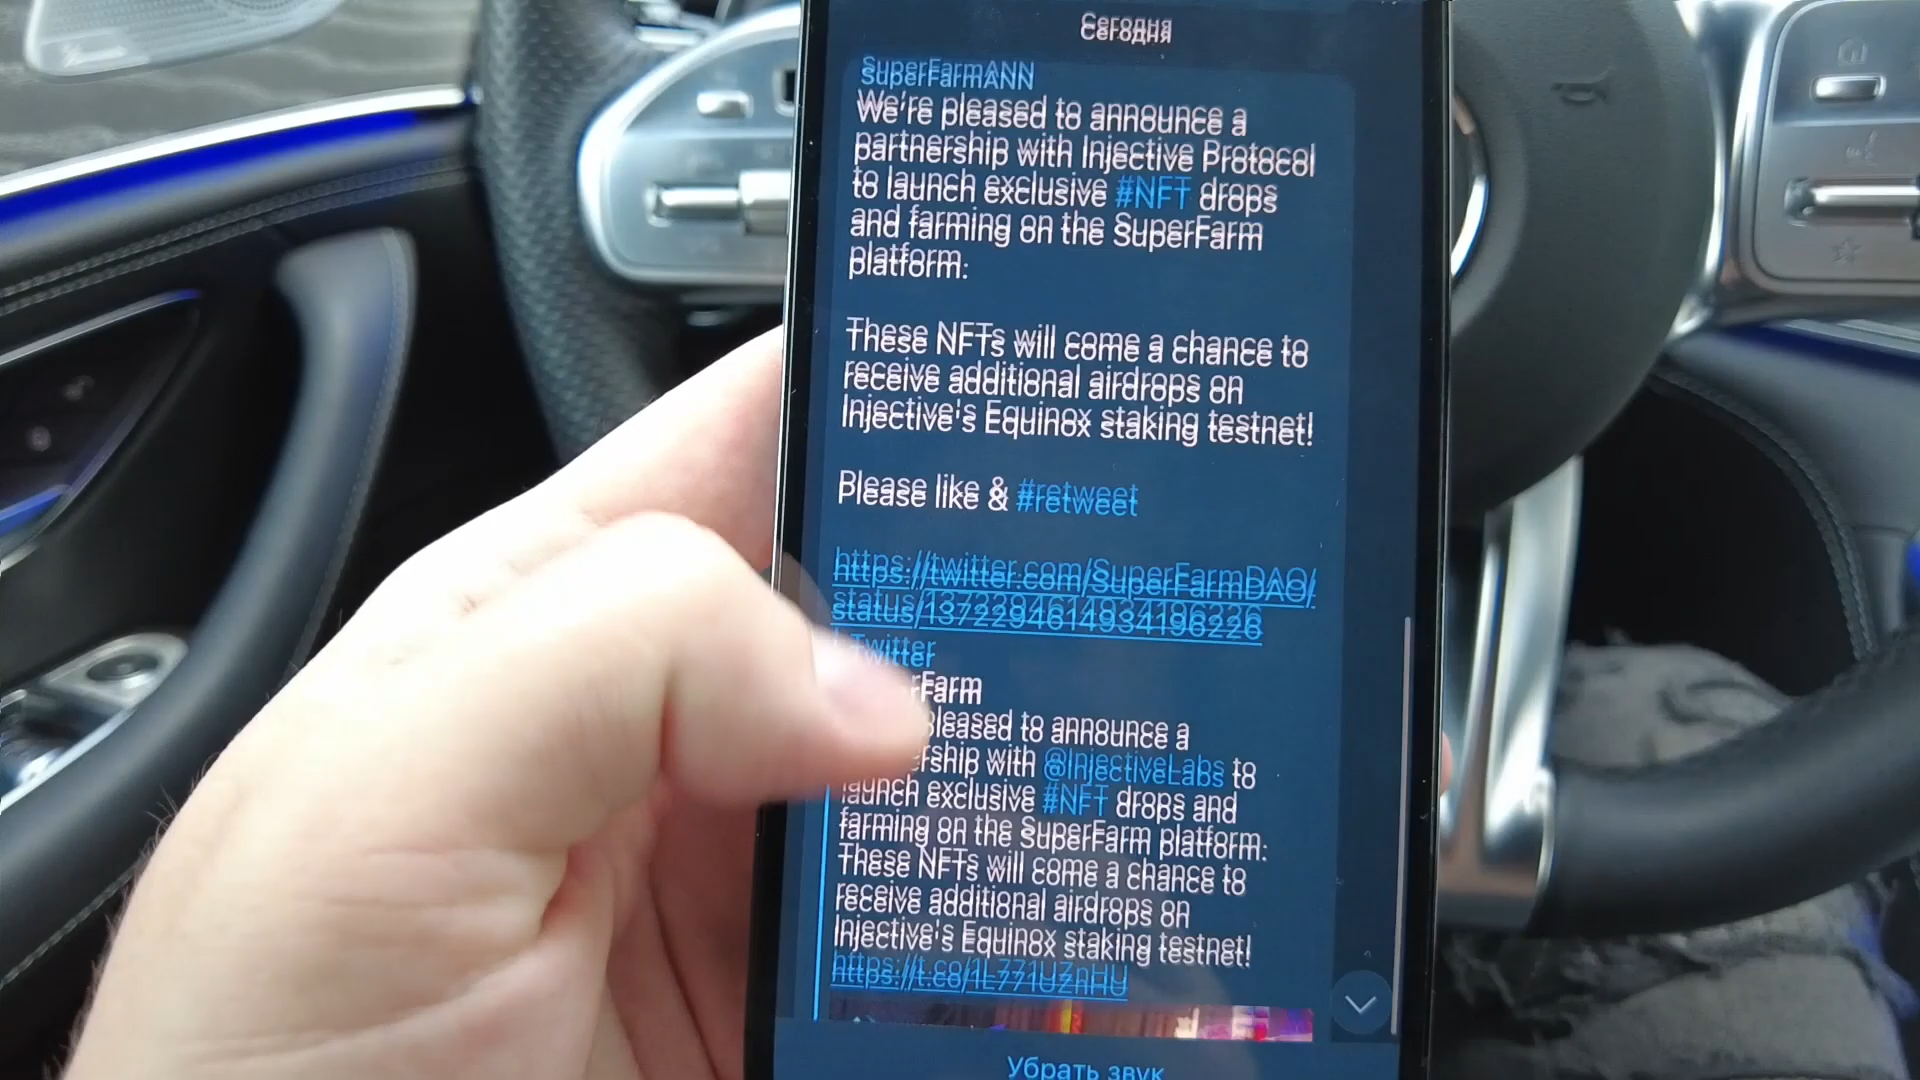 Сегодня
SuperFarmANN
We're pleased to announce a
partnership with Injective Protocol
to launch exclusive #NFT drops
and farming on the SuperFarm
platform:
These NFTs will come a chance to
receive additional airdrops on
Injective's Equinox staking testnet!
Please like & #retweet
https://twitter.com/SuperFarmDAO/
status/1372294614934196226
Twitter
rFarm
pleased to announce a
rship with @InjectiveLabs to
launch exclusive #NFT drops and
farming on the SuperFarm platform:
These NFTs will come a chance to
receive additional airdrops on
Injective's Equinox staking testnet!
https://t.co/1L771UZnHU
Убрать звук